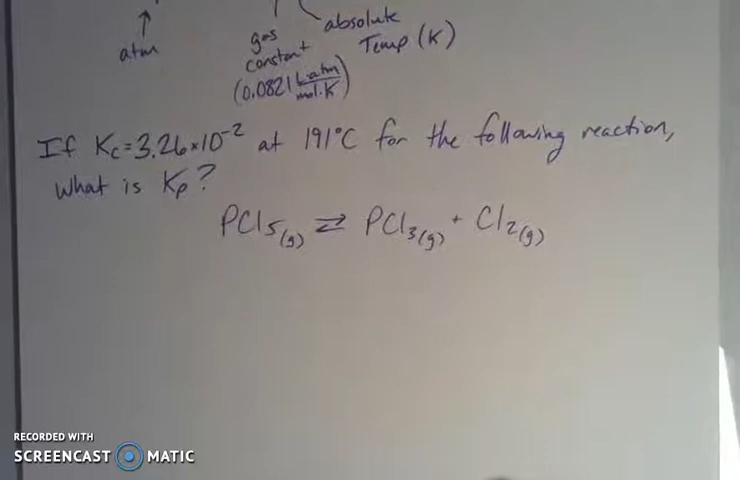 atm
gas
constant
(0.0821 L·atm/mol·K)
absolute
Temp (K)
If Kc=3.26×10⁻² at 191°C for the following reaction,
what is Kp?
PCl₅(g) ⇌ PCl₃(g) + Cl₂(g)
RECORDED WITH
SCREENCAST MATIC